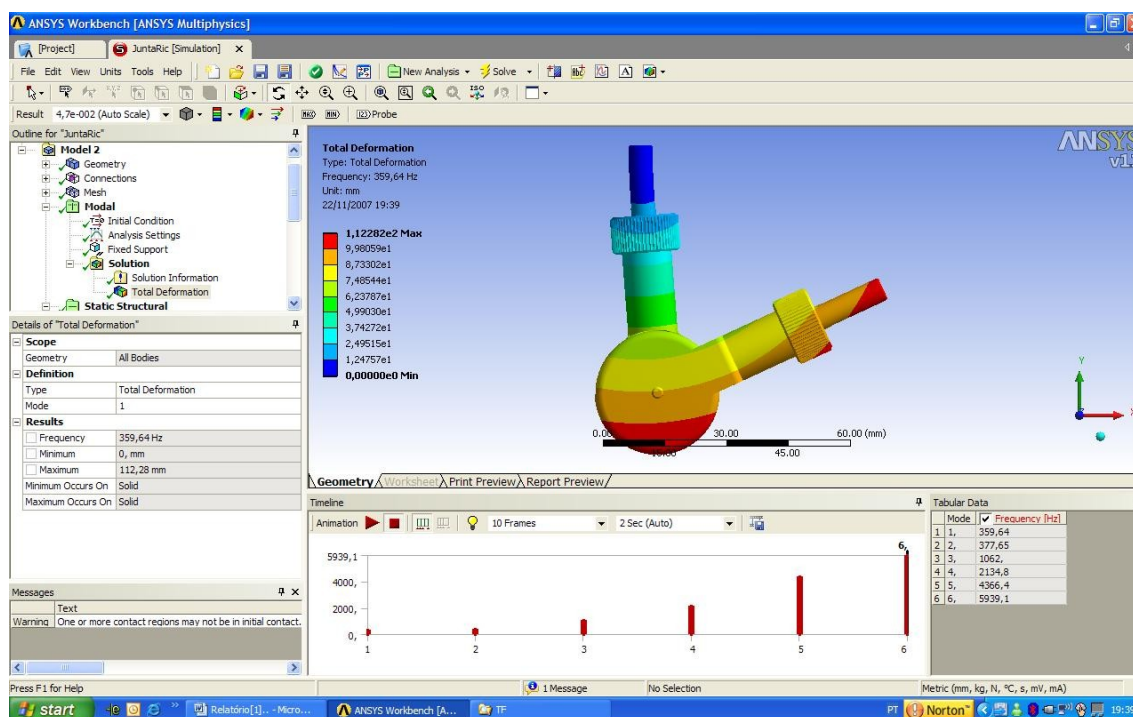 ANSYS Workbench [ANSYS Multiphysics]
[Project] JuntaRic [Simulation]
File Edit View Units Tools Help New Analysis Solve
Result 4,7e-002 (Auto Scale) MAX MIN Probe
Outline for "JuntaRic"
Model 2
Geometry
Connections
Mesh
Modal
Initial Condition
Analysis Settings
Fixed Support
Solution
Solution Information
Total Deformation
Static Structural
Details of "Total Deformation"
Scope
Geometry All Bodies
Definition
Type Total Deformation
Mode 1
Results
Frequency 359,64 Hz
Minimum 0, mm
Maximum 112,28 mm
Minimum Occurs On Solid
Maximum Occurs On Solid
Messages
Text
Warning One or more contact regions may not be in initial contact.
Total Deformation
Type: Total Deformation
Frequency: 359,64 Hz
Unit: mm
22/11/2007 19:39
1,12282e2 Max
9,98059e1
8,73302e1
7,48544e1
6,23787e1
4,99030e1
3,74272e1
2,49515e1
1,24757e1
0,00000e0 Min
ANSYS
Y
X
30.00 60.00 (mm)
45.00
Geometry Worksheet Print Preview Report Preview
Timeline
Animation 10 Frames 2 Sec (Auto)
6,
5939,1
4000,
2000,
0,
1 2 3 4 5 6
Tabular Data
Mode Frequency [Hz]
1 1, 359,64
2 2, 377,65
3 3, 1062,
4 4, 2134,8
5 5, 4366,4
6 6, 5939,1
Press F1 for Help 1 Message No Selection Metric (mm, kg, N, °C, s, mV, mA)
start Relatório[1].. -Micro... ANSYS Workbench [A... TF PT Norton 19:39